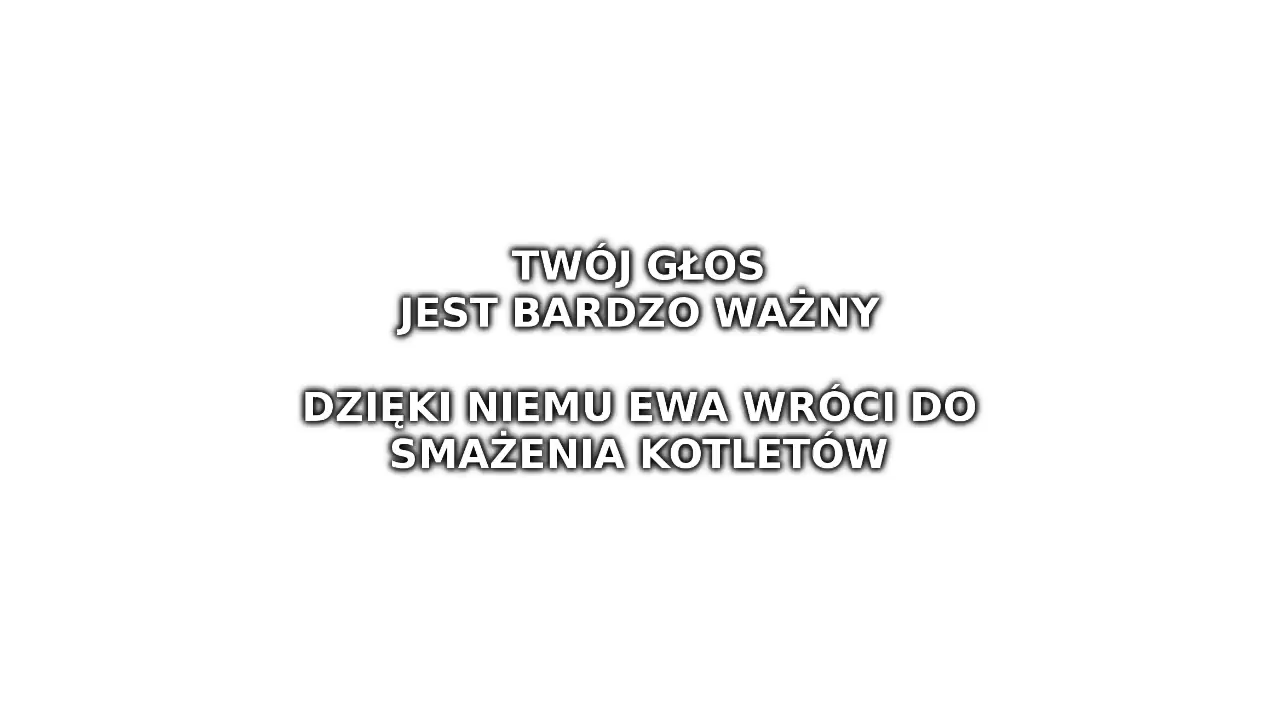 TWÓJ GŁOS
JEST BARDZO WAŻNY
DZIĘKI NIEMU EWA WRÓCI DO
SMAŻENIA KOTLETÓW